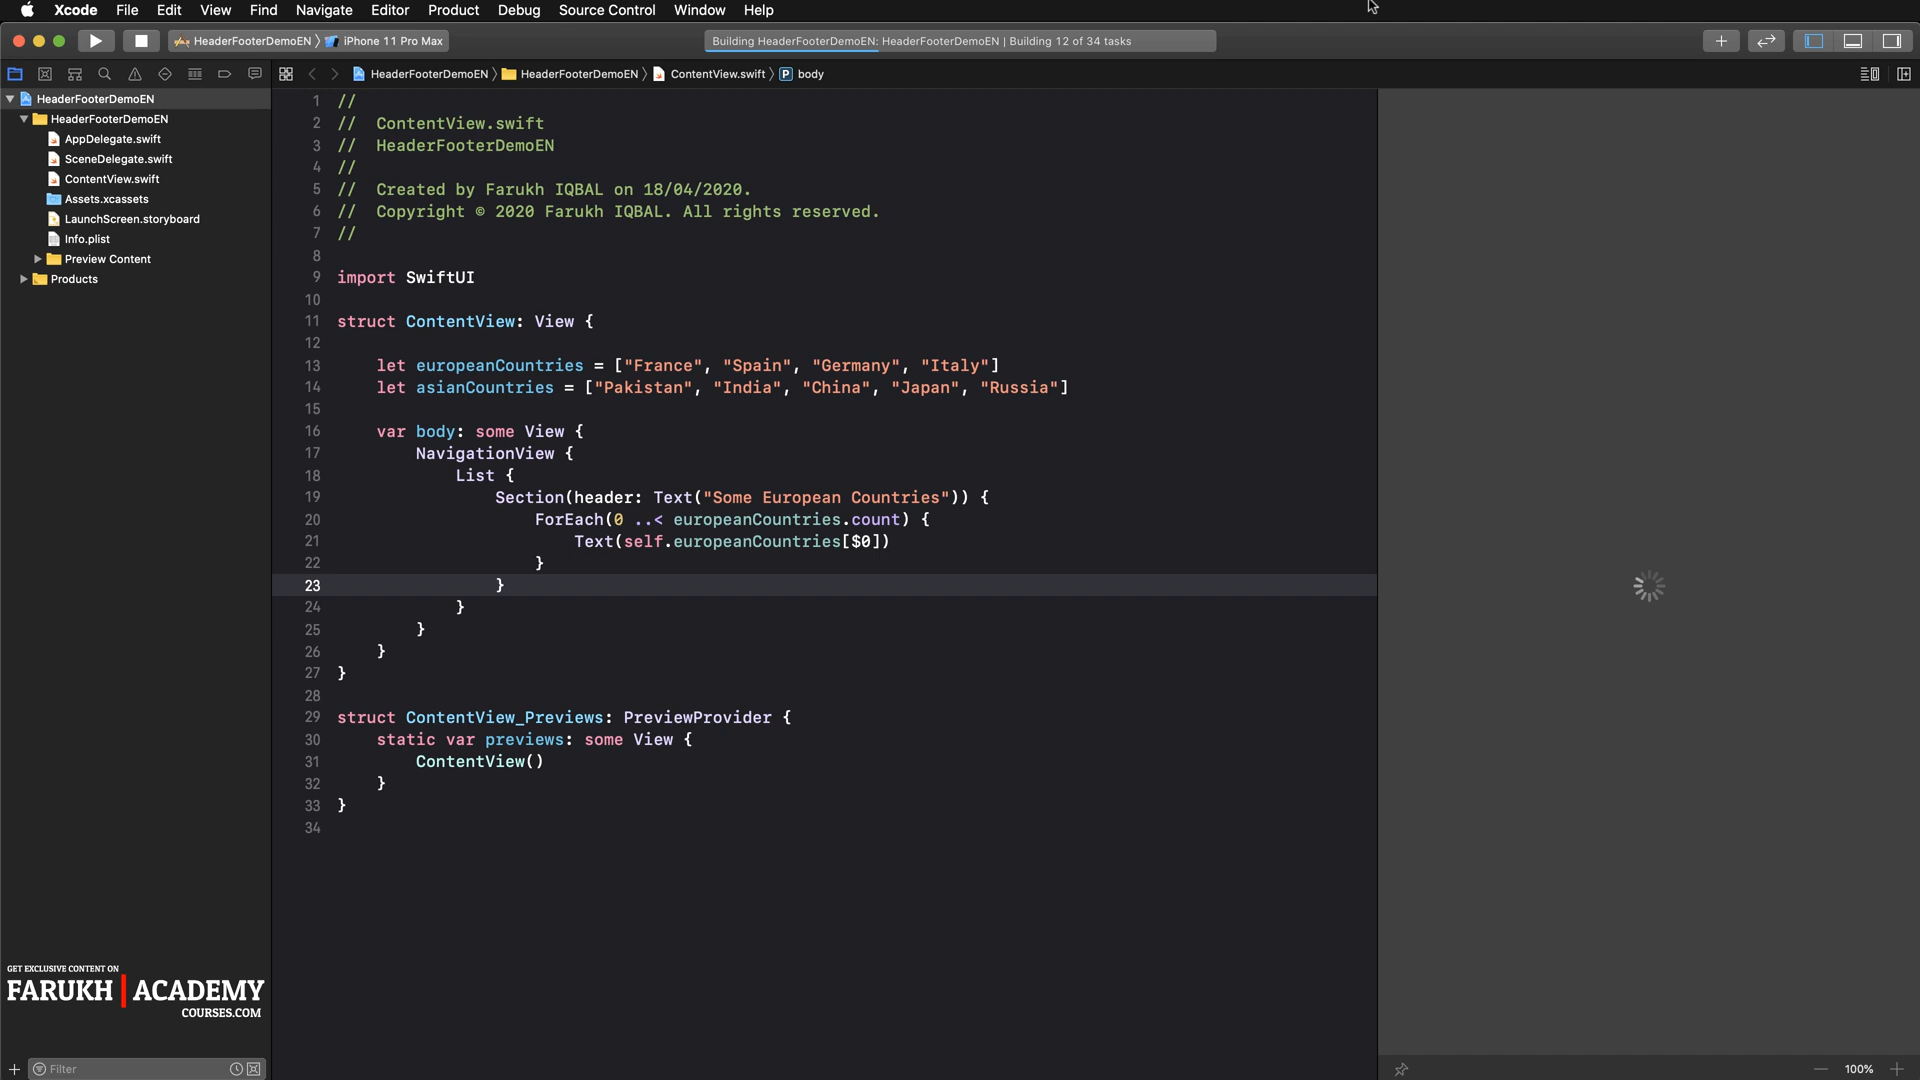 Xcode File Edit View Find Navigate Editor Product Debug Source Control Window Help
HeaderFooterDemoEN iPhone 11 Pro Max
Building HeaderFooterDemoEN: HeaderFooterDemoEN | Building 12 of 34 tasks
HeaderFooterDemoEN HeaderFooterDemoEN ContentView.swift P body
HeaderFooterDemoEN
HeaderFooterDemoEN
AppDelegate.swift
SceneDelegate.swift
ContentView.swift
Assets.xcassets
LaunchScreen.storyboard
Info.plist
Preview Content
Products
1 //
2 //  ContentView.swift
3 //  HeaderFooterDemoEN
4 //
5 //  Created by Farukh IQBAL on 18/04/2020.
6 //  Copyright © 2020 Farukh IQBAL. All rights reserved.
7 //
8
9 import SwiftUI
10
11 struct ContentView: View {
12
13     let europeanCountries = ["France", "Spain", "Germany", "Italy"]
14     let asianCountries = ["Pakistan", "India", "China", "Japan", "Russia"]
15
16     var body: some View {
17         NavigationView {
18             List {
19                 Section(header: Text("Some European Countries")) {
20                     ForEach(0 ..< europeanCountries.count) {
21                         Text(self.europeanCountries[$0])
22                     }
23                 }
24             }
25         }
26     }
27 }
28
29 struct ContentView_Previews: PreviewProvider {
30     static var previews: some View {
31         ContentView()
32     }
33 }
34
GET EXCLUSIVE CONTENT ON
FARUKH | ACADEMY
COURSES.COM
Filter
100%